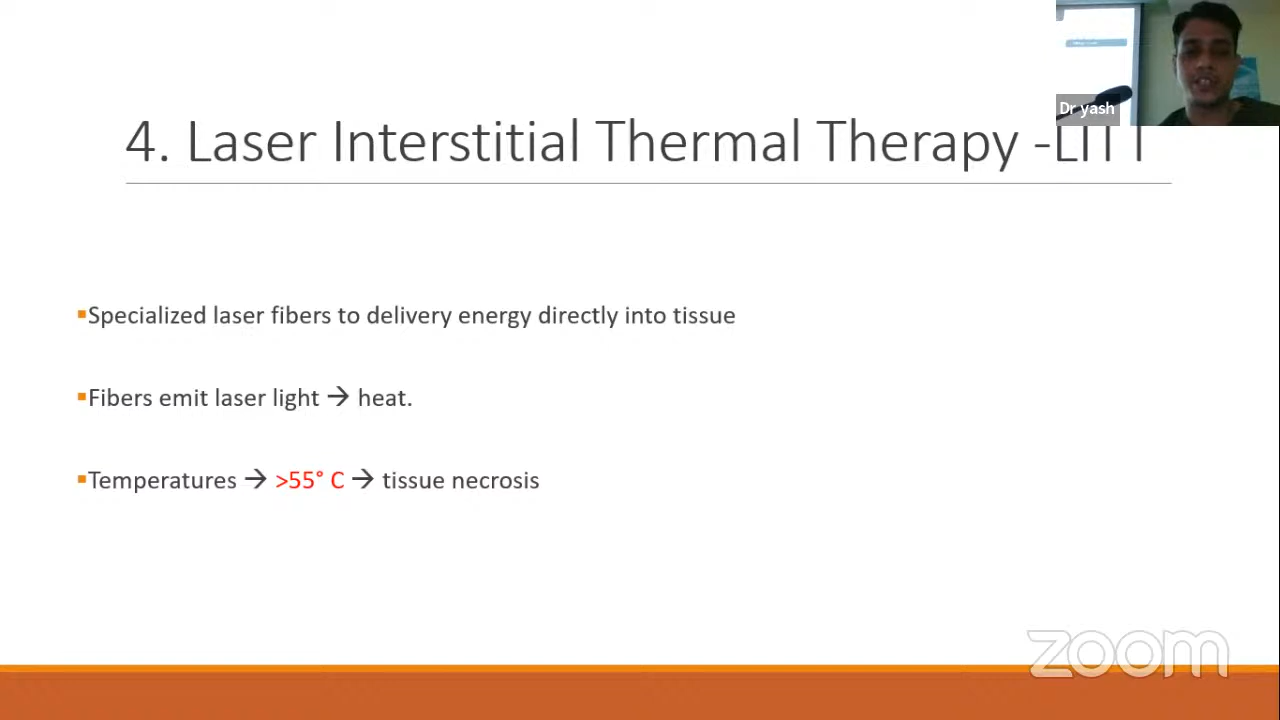 Dr yash
4. Laser Interstitial Thermal Therapy -LITT
▪Specialized laser fibers to delivery energy directly into tissue
▪Fibers emit laser light → heat.
▪Temperatures → >55° C → tissue necrosis
zoom